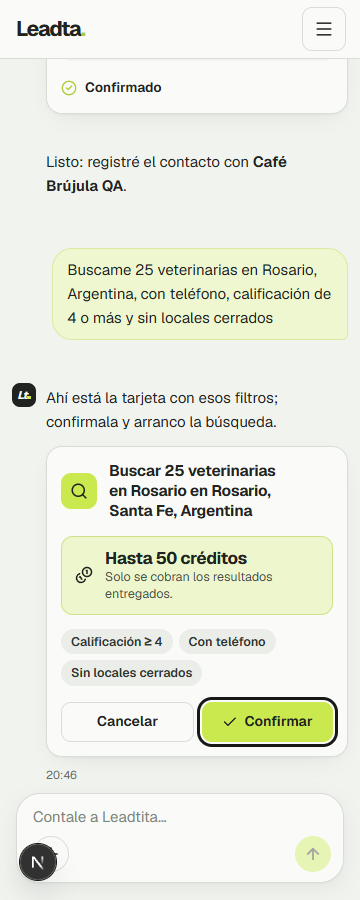 Leadta.
Confirmado
Listo: registré el contacto con Café
Brújula QA.
Buscame 25 veterinarias en Rosario,
Argentina, con teléfono, calificación de
4 o más y sin locales cerrados
Lt.
Ahí está la tarjeta con esos filtros;
confirmala y arranco la búsqueda.
Buscar 25 veterinarias
en Rosario en Rosario,
Santa Fe, Argentina
Hasta 50 créditos
Solo se cobran los resultados
entregados.
Calificación ≥ 4
Con teléfono
Sin locales cerrados
Cancelar
Confirmar
20:46
Contale a Leadtita...
N